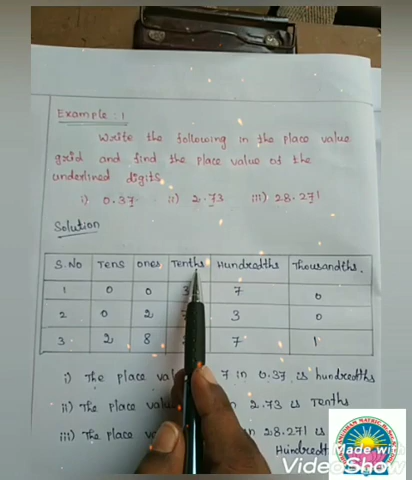 Example : 1
Write the following in the place value
grid and find the place value of the
underlined digits
i) 0.37 ii) 2.73 iii) 28.271
Solution
S.No Tens ones Tenths Hundredths Thousandths.
1 0 0 3 7 0
2 0 2 3 0
3 2 8 7 1
i) The place 7 in 0.37 is hundredths
ii) The place 2.73 is Tenths
iii) The place 28.271 is
Made with
VideoShow